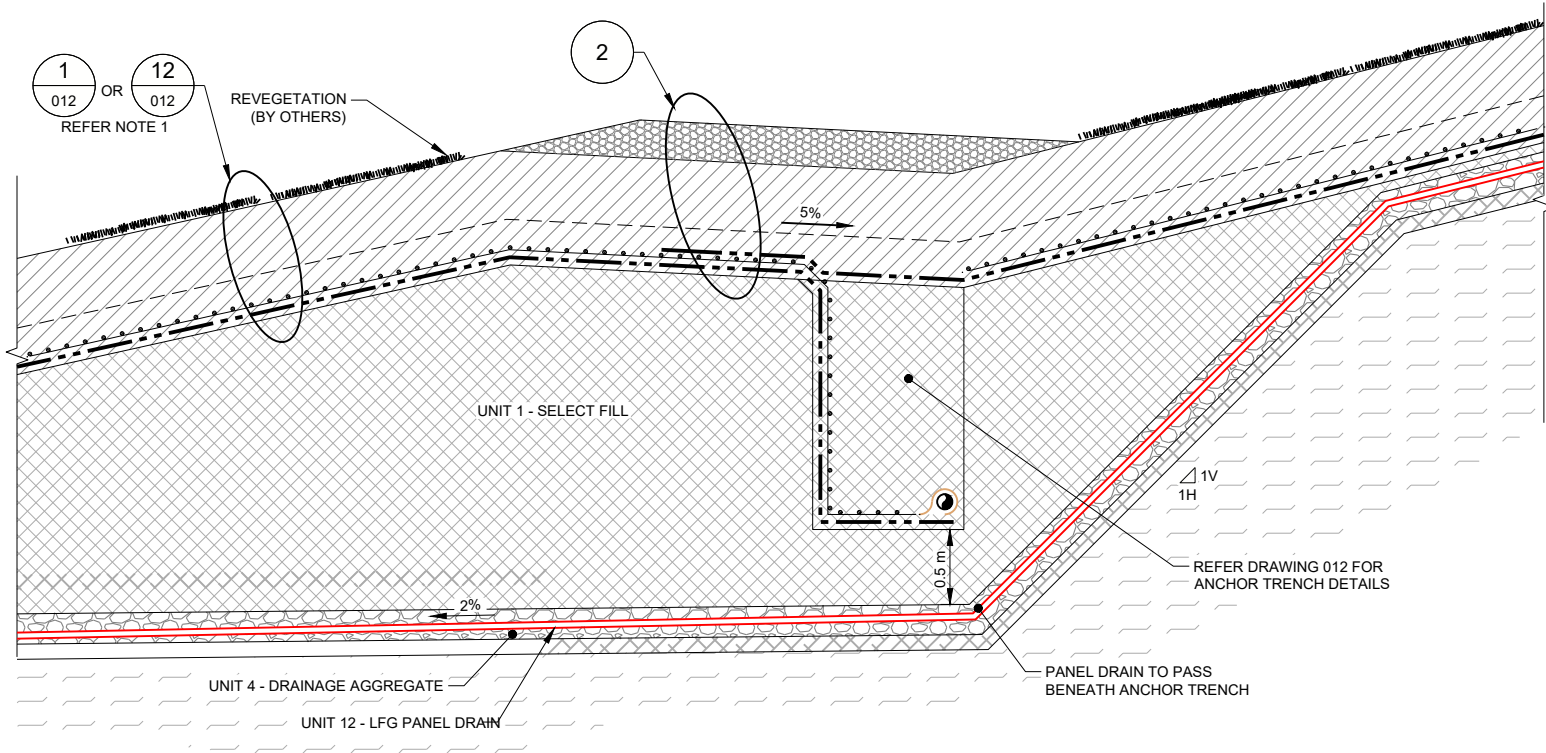 2
1
012
OR
12
012
REFER NOTE 1
REVEGETATION
(BY OTHERS)
5%
UNIT 1 - SELECT FILL
1V
1H
0.5 m
REFER DRAWING 012 FOR
ANCHOR TRENCH DETAILS
2%
PANEL DRAIN TO PASS
BENEATH ANCHOR TRENCH
UNIT 4 - DRAINAGE AGGREGATE
UNIT 12 - LFG PANEL DRAIN